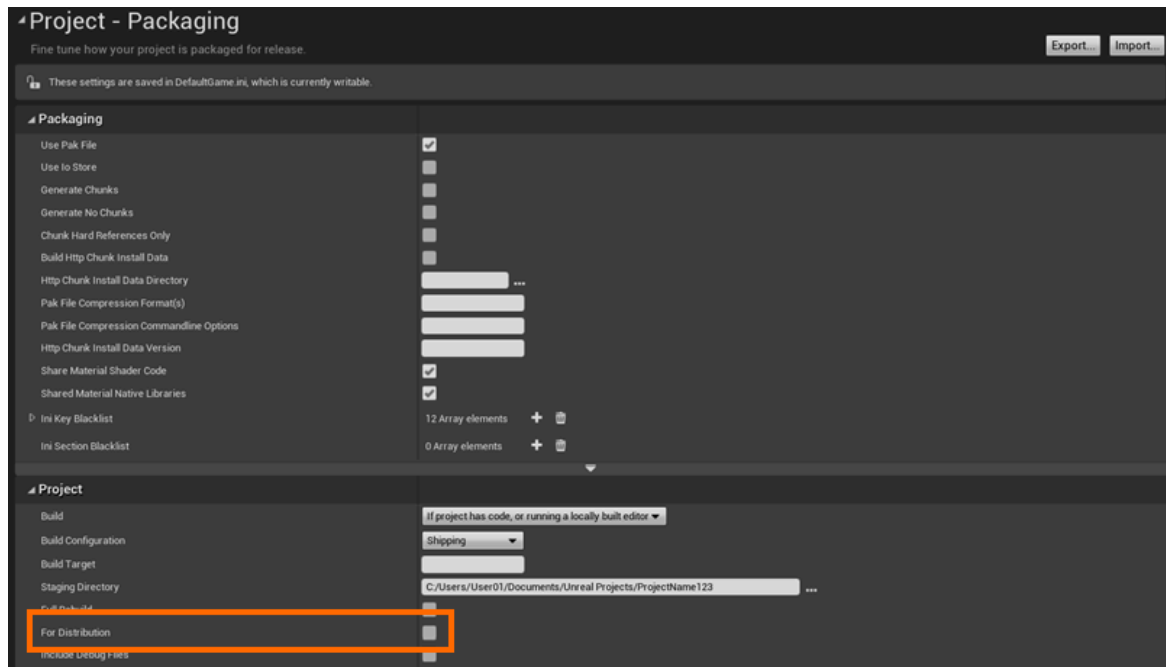 Project - Packaging
Fine tune how your project is packaged for release.
Export... Import...
These settings are saved in DefaultGame.ini, which is currently writable.
Packaging
Use Pak File
Use Io Store
Generate Chunks
Generate No Chunks
Chunk Hard References Only
Build Http Chunk Install Data
Http Chunk Install Data Directory ...
Pak File Compression Format(s)
Pak File Compression Commandline Options
Http Chunk Install Data Version
Share Material Shader Code
Shared Material Native Libraries
Ini Key Blacklist 12 Array elements
Ini Section Blacklist 0 Array elements
Project
Build If project has code, or running a locally built editor
Build Configuration Shipping
Build Target
Staging Directory C:/Users/User01/Documents/Unreal Projects/ProjectName123 ...
Full Rebuild
For Distribution
Include Debug Files